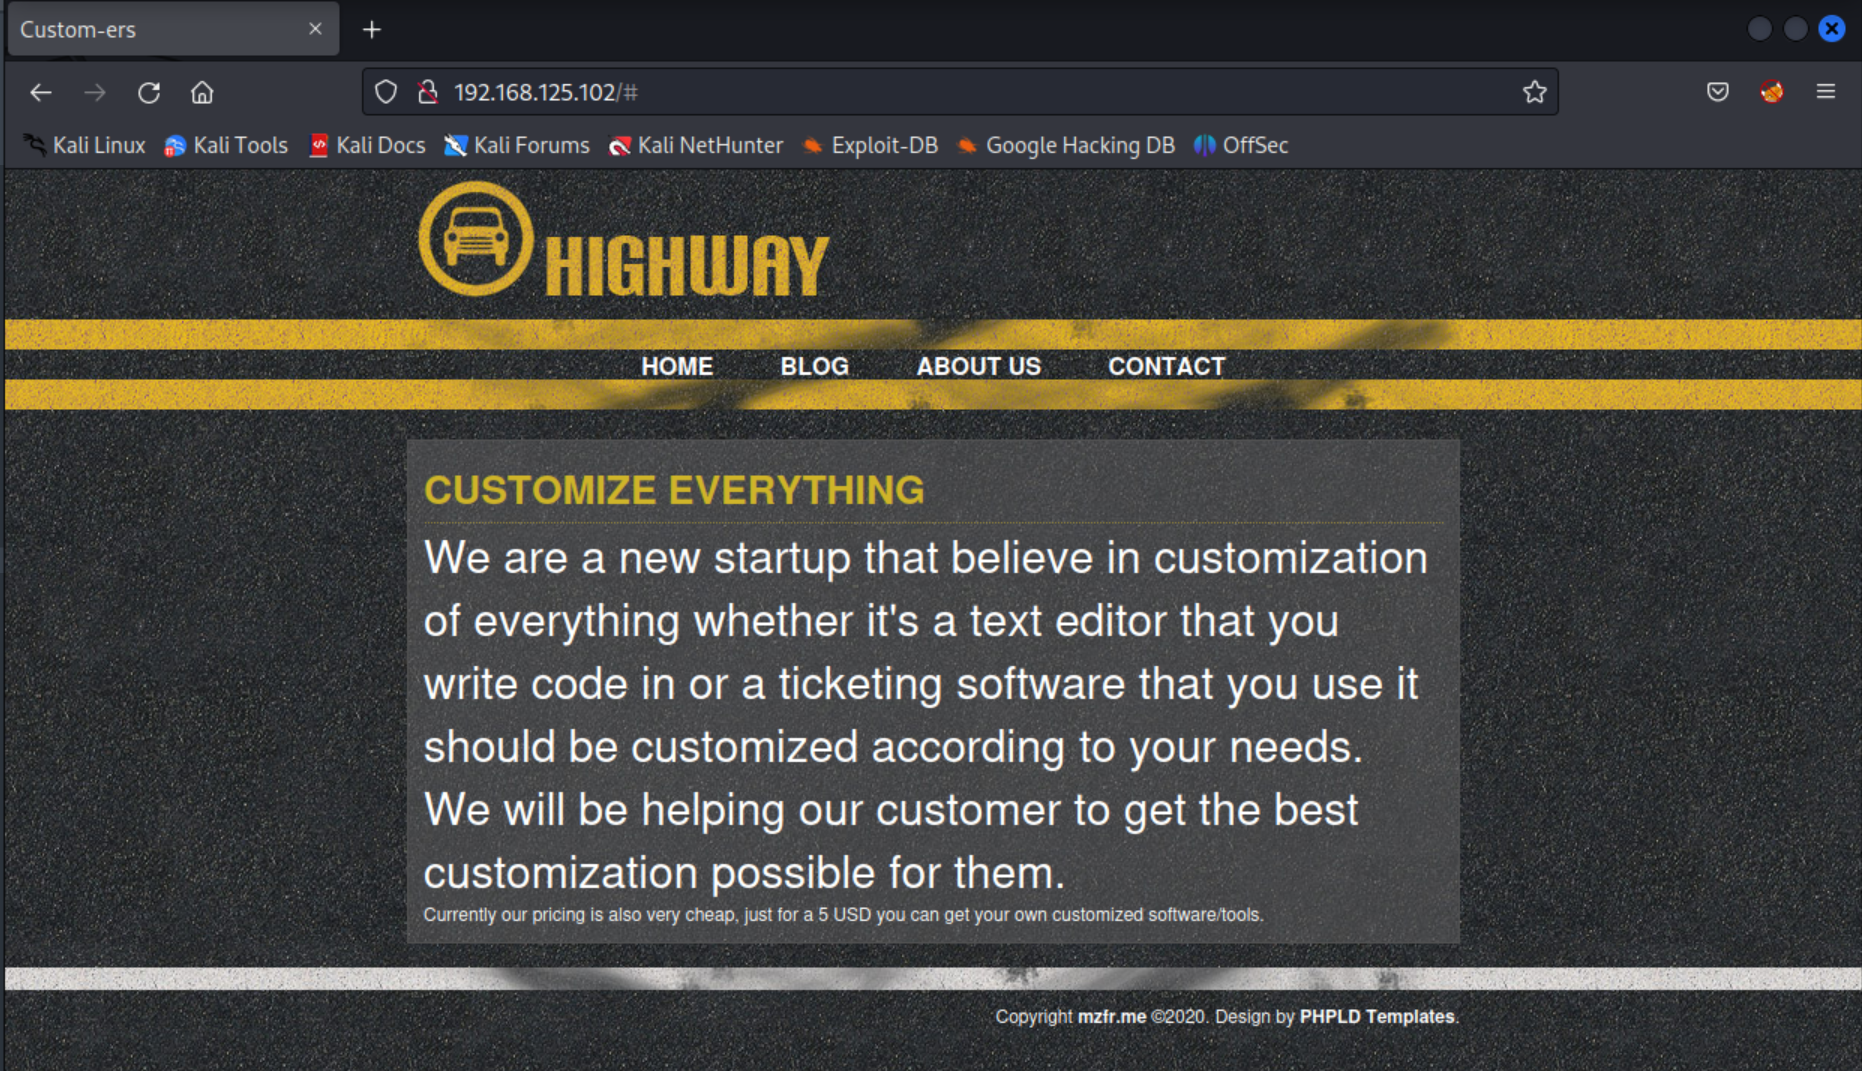 Custom-ers
192.168.125.102/#
Kali Linux Kali Tools Kali Docs Kali Forums Kali NetHunter Exploit-DB Google Hacking DB OffSec
HIGHWAY
HOME BLOG ABOUT US CONTACT
CUSTOMIZE EVERYTHING
We are a new startup that believe in customization
of everything whether it's a text editor that you
write code in or a ticketing software that you use it
should be customized according to your needs.
We will be helping our customer to get the best
customization possible for them.
Currently our pricing is also very cheap, just for a 5 USD you can get your own customized software/tools.
Copyright mzfr.me ©2020. Design by PHPLD Templates.